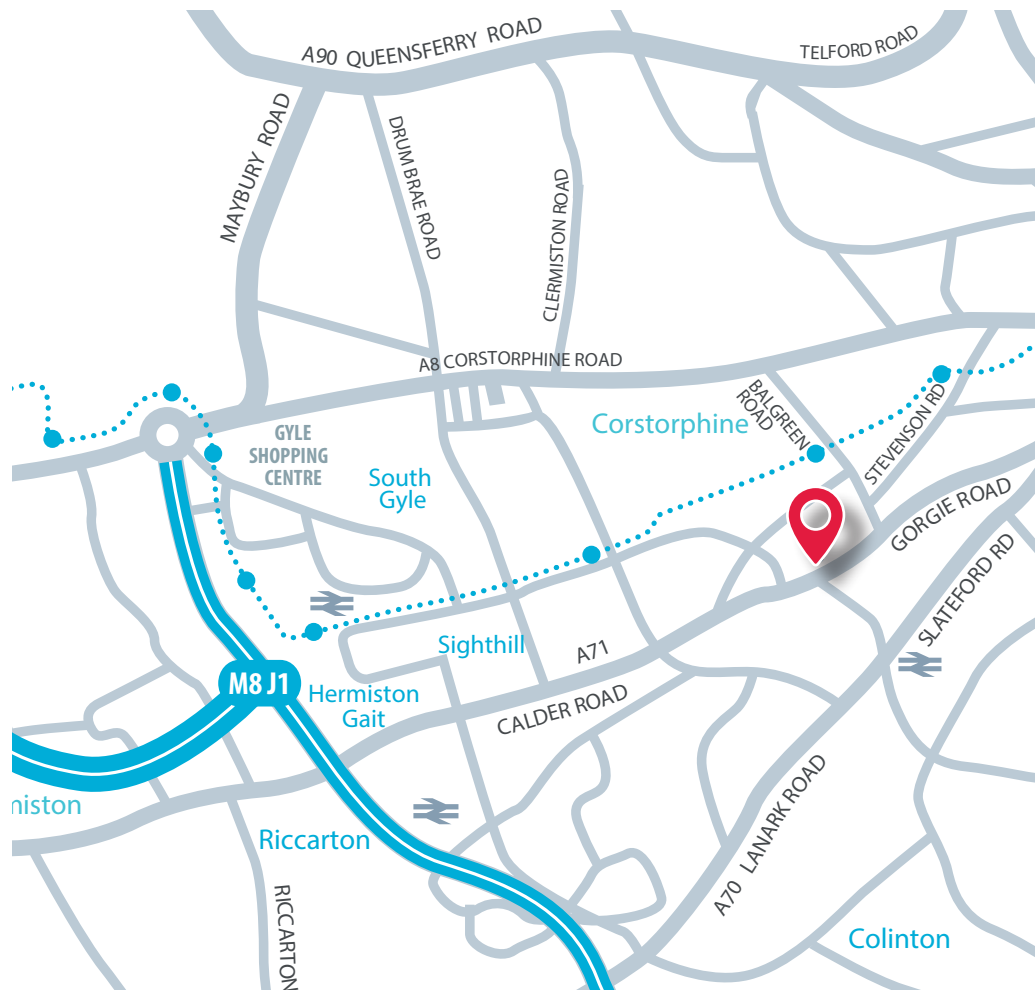 A90 QUEENSFERRY ROAD
TELFORD ROAD
MAYBURY ROAD
DRUM BRAE ROAD
CLERMISTON ROAD
A8 CORSTORPHINE ROAD
BALGREEN
ROAD
STEVENSON RD
Corstorphine
GYLE
SHOPPING
CENTRE
South
Gyle
GORGIE ROAD
SLATEFORD RD
Sighthill
A71
M8 J1
Hermiston
Gait
CALDER ROAD
miston
Riccarton
A70 LANARK ROAD
RICCARTON
Colinton